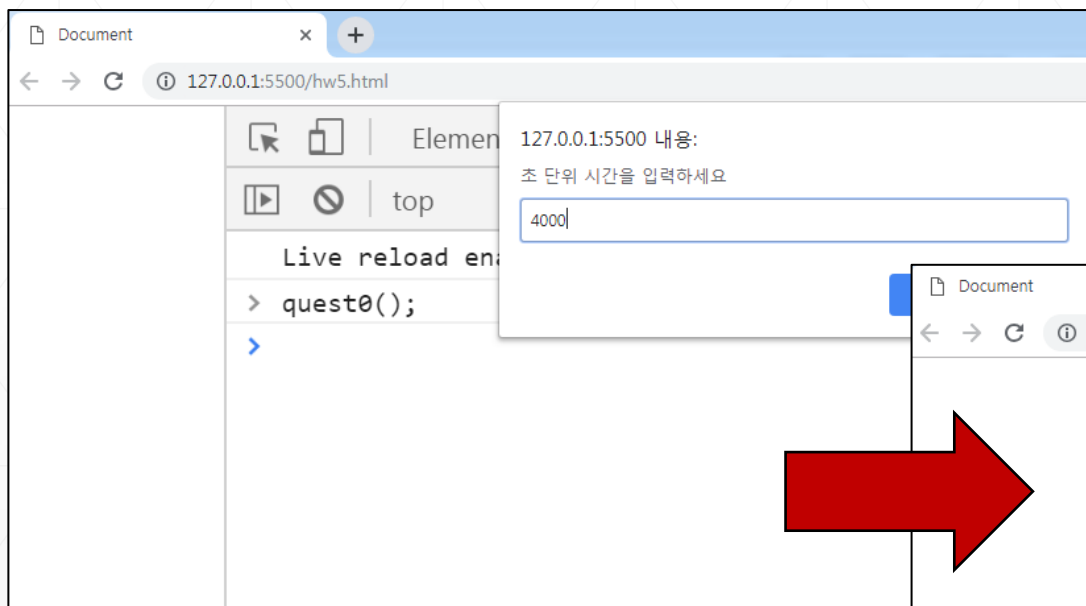 Document
127.0.0.1:5500/hw5.html
Elemen
127.0.0.1:5500 내용:
초 단위 시간을 입력하세요
4000
top
Live reload ena
> quest0();
>
Document